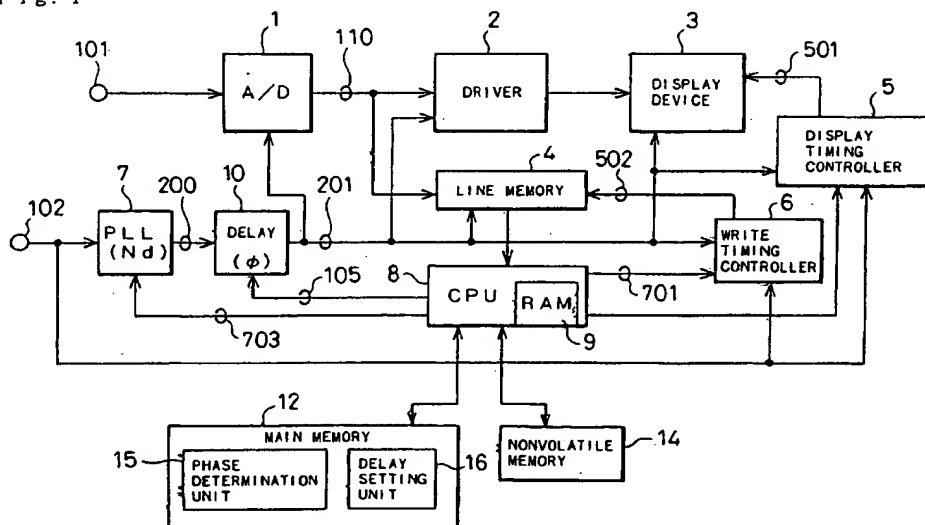 Fig. 1
1
2
3
101
110
501
A/D
DRIVER
DISPLAY
DEVICE
5
DISPLAY
TIMING
CONTROLLER
4
502
7
200
10
201
LINE MEMORY
6
102
PLL
(Nd)
DELAY
(φ)
WRITE
TIMING
CONTROLLER
8
105
CPU
RAM
701
703
9
12
MAIN MEMORY
14
15
PHASE
DETERMINATION
UNIT
16
DELAY
SETTING
UNIT
NONVOLATILE
MEMORY